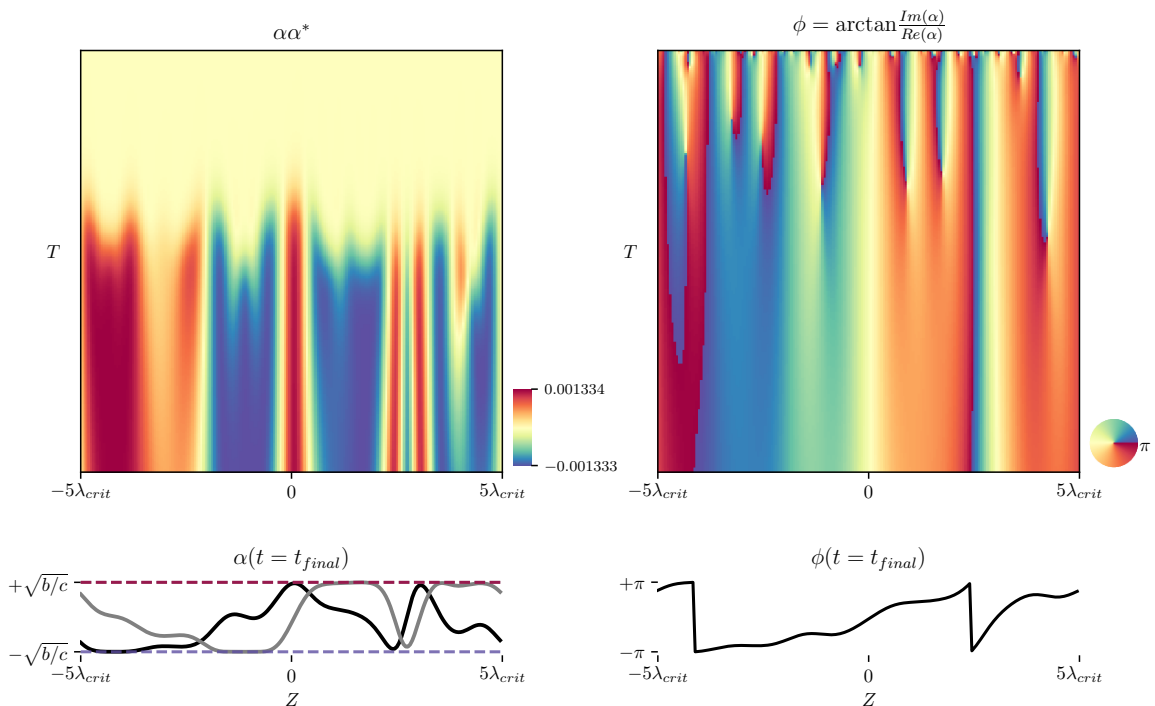 αα*
ϕ = arctan Im(α)/Re(α)
T
T
0.001334
−0.001333
π
−5λcrit 0 5λcrit
−5λcrit 0 5λcrit
α(t = tfinal)
ϕ(t = tfinal)
+√b/c
−√b/c
+π
−π
−5λcrit 0 5λcrit
−5λcrit 0 5λcrit
Z
Z